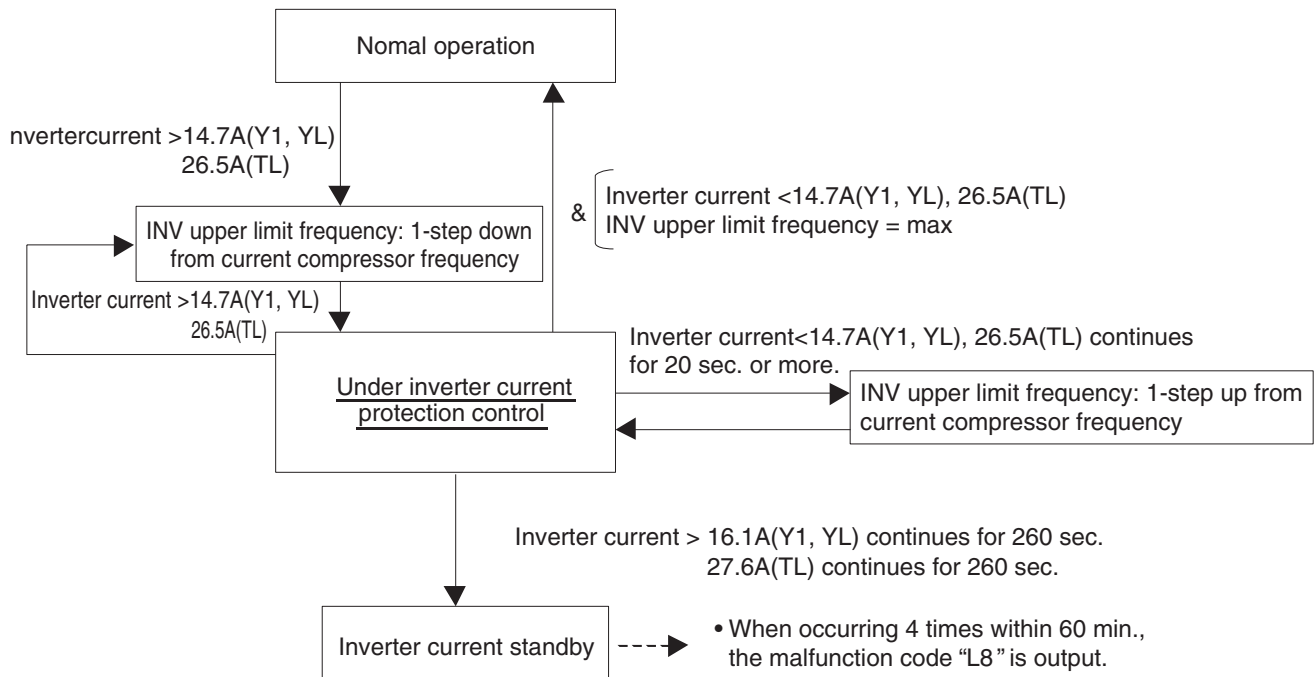 Nomal operation
nvertercurrent >14.7A(Y1, YL)
26.5A(TL)
& Inverter current <14.7A(Y1, YL), 26.5A(TL)
INV upper limit frequency = max
INV upper limit frequency: 1-step down
from current compressor frequency
Inverter current >14.7A(Y1, YL)
26.5A(TL)
Inverter current<14.7A(Y1, YL), 26.5A(TL) continues
for 20 sec. or more.
Under inverter current
protection control
INV upper limit frequency: 1-step up from
current compressor frequency
Inverter current > 16.1A(Y1, YL) continues for 260 sec.
27.6A(TL) continues for 260 sec.
Inverter current standby
• When occurring 4 times within 60 min.,
the malfunction code “L8” is output.